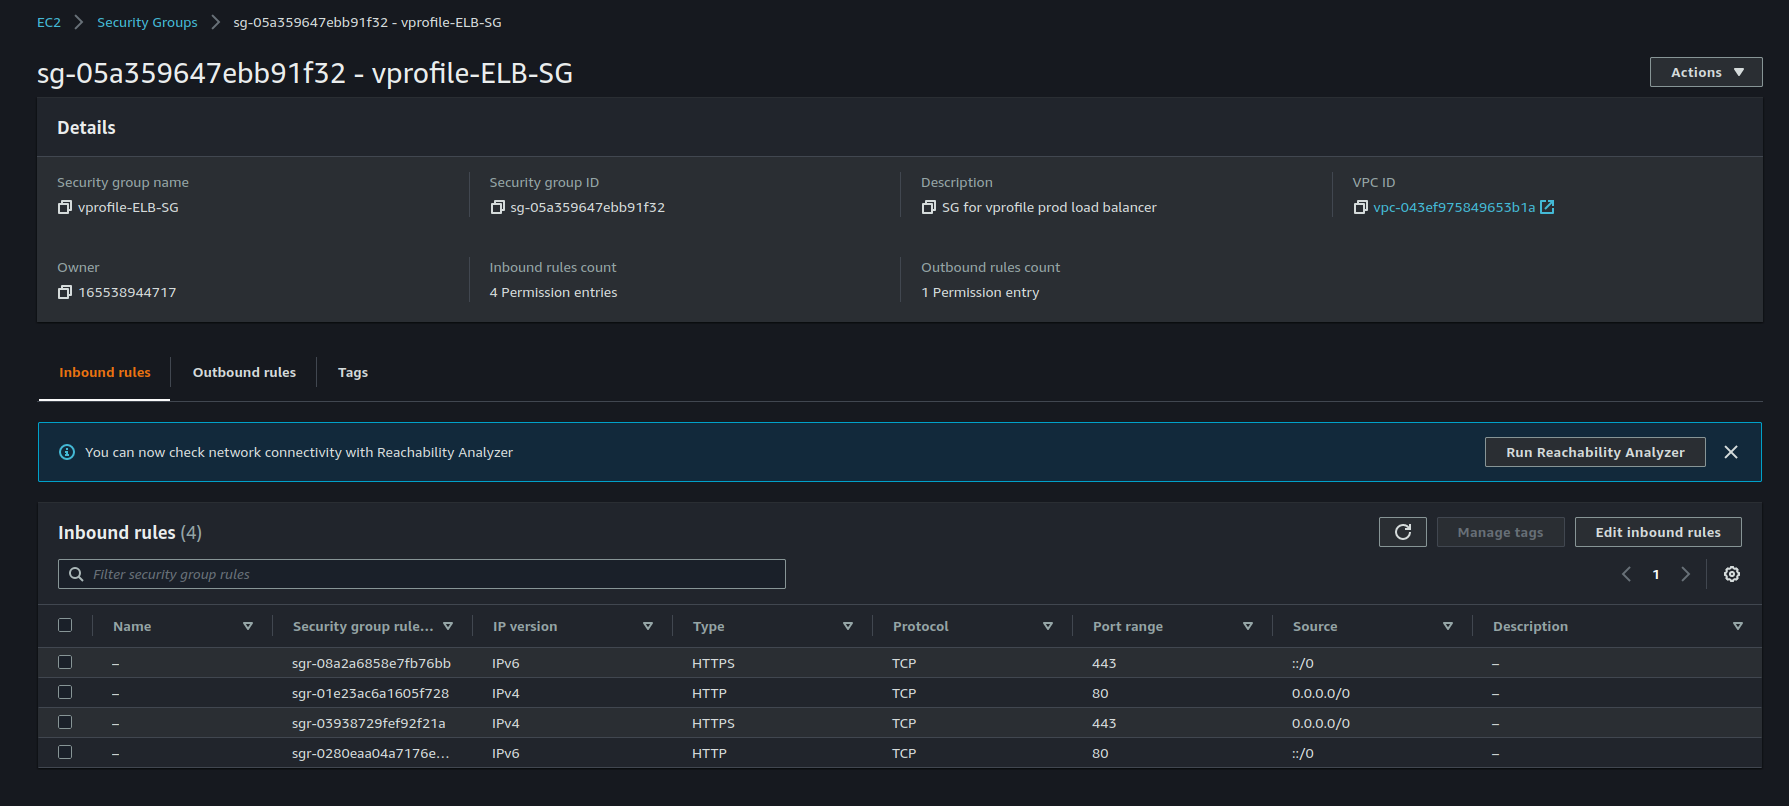 EC2 > Security Groups > sg-05a359647ebb91f32 - vprofile-ELB-SG
sg-05a359647ebb91f32 - vprofile-ELB-SG
Actions
Details
Security group name
vprofile-ELB-SG
Security group ID
sg-05a359647ebb91f32
Description
SG for vprofile prod load balancer
VPC ID
vpc-043ef975849653b1a
Owner
165538944717
Inbound rules count
4 Permission entries
Outbound rules count
1 Permission entry
Inbound rules Outbound rules Tags
You can now check network connectivity with Reachability Analyzer Run Reachability Analyzer
Inbound rules (4) Manage tags Edit inbound rules
Filter security group rules 1
Name Security group rule... IP version Type Protocol Port range Source Description
– sgr-08a2a6858e7fb76bb IPv6 HTTPS TCP 443 ::/0 –
– sgr-01e23ac6a1605f728 IPv4 HTTP TCP 80 0.0.0.0/0 –
– sgr-03938729fef92f21a IPv4 HTTPS TCP 443 0.0.0.0/0 –
– sgr-0280eaa04a7176e... IPv6 HTTP TCP 80 ::/0 –